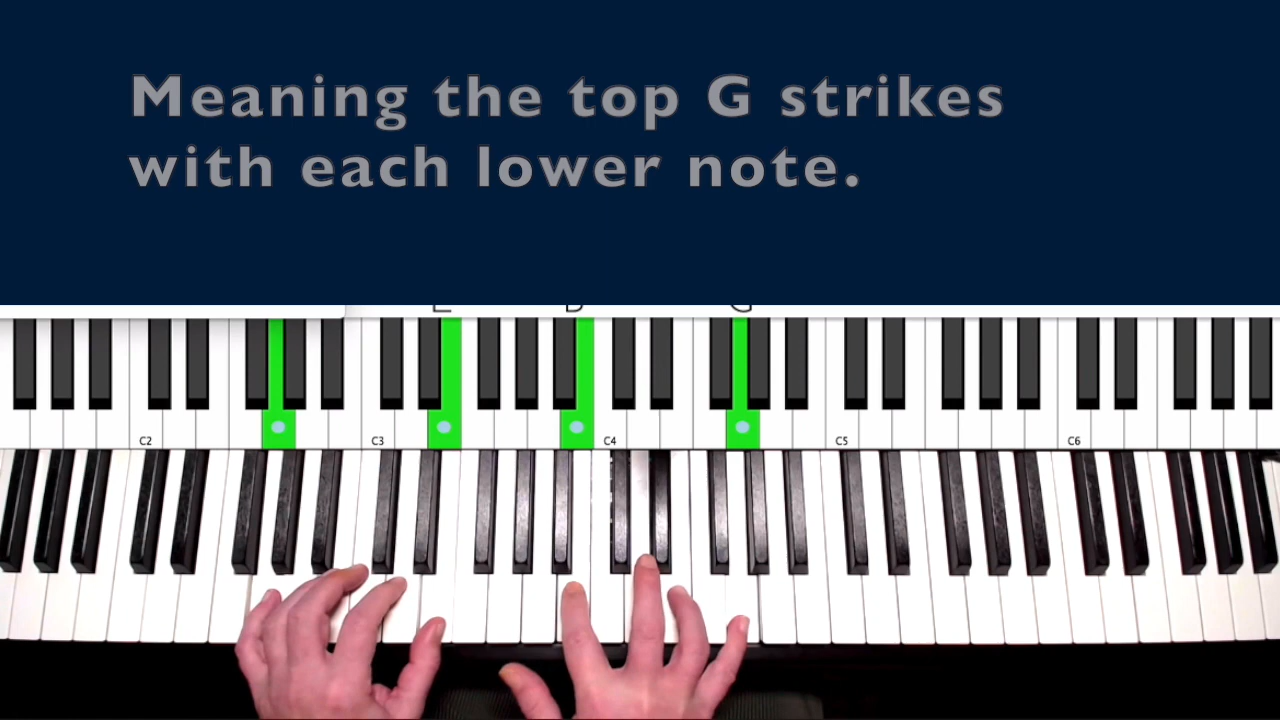 Meaning the top G strikes
with each lower note.
C2 C3 C4 C5 C6